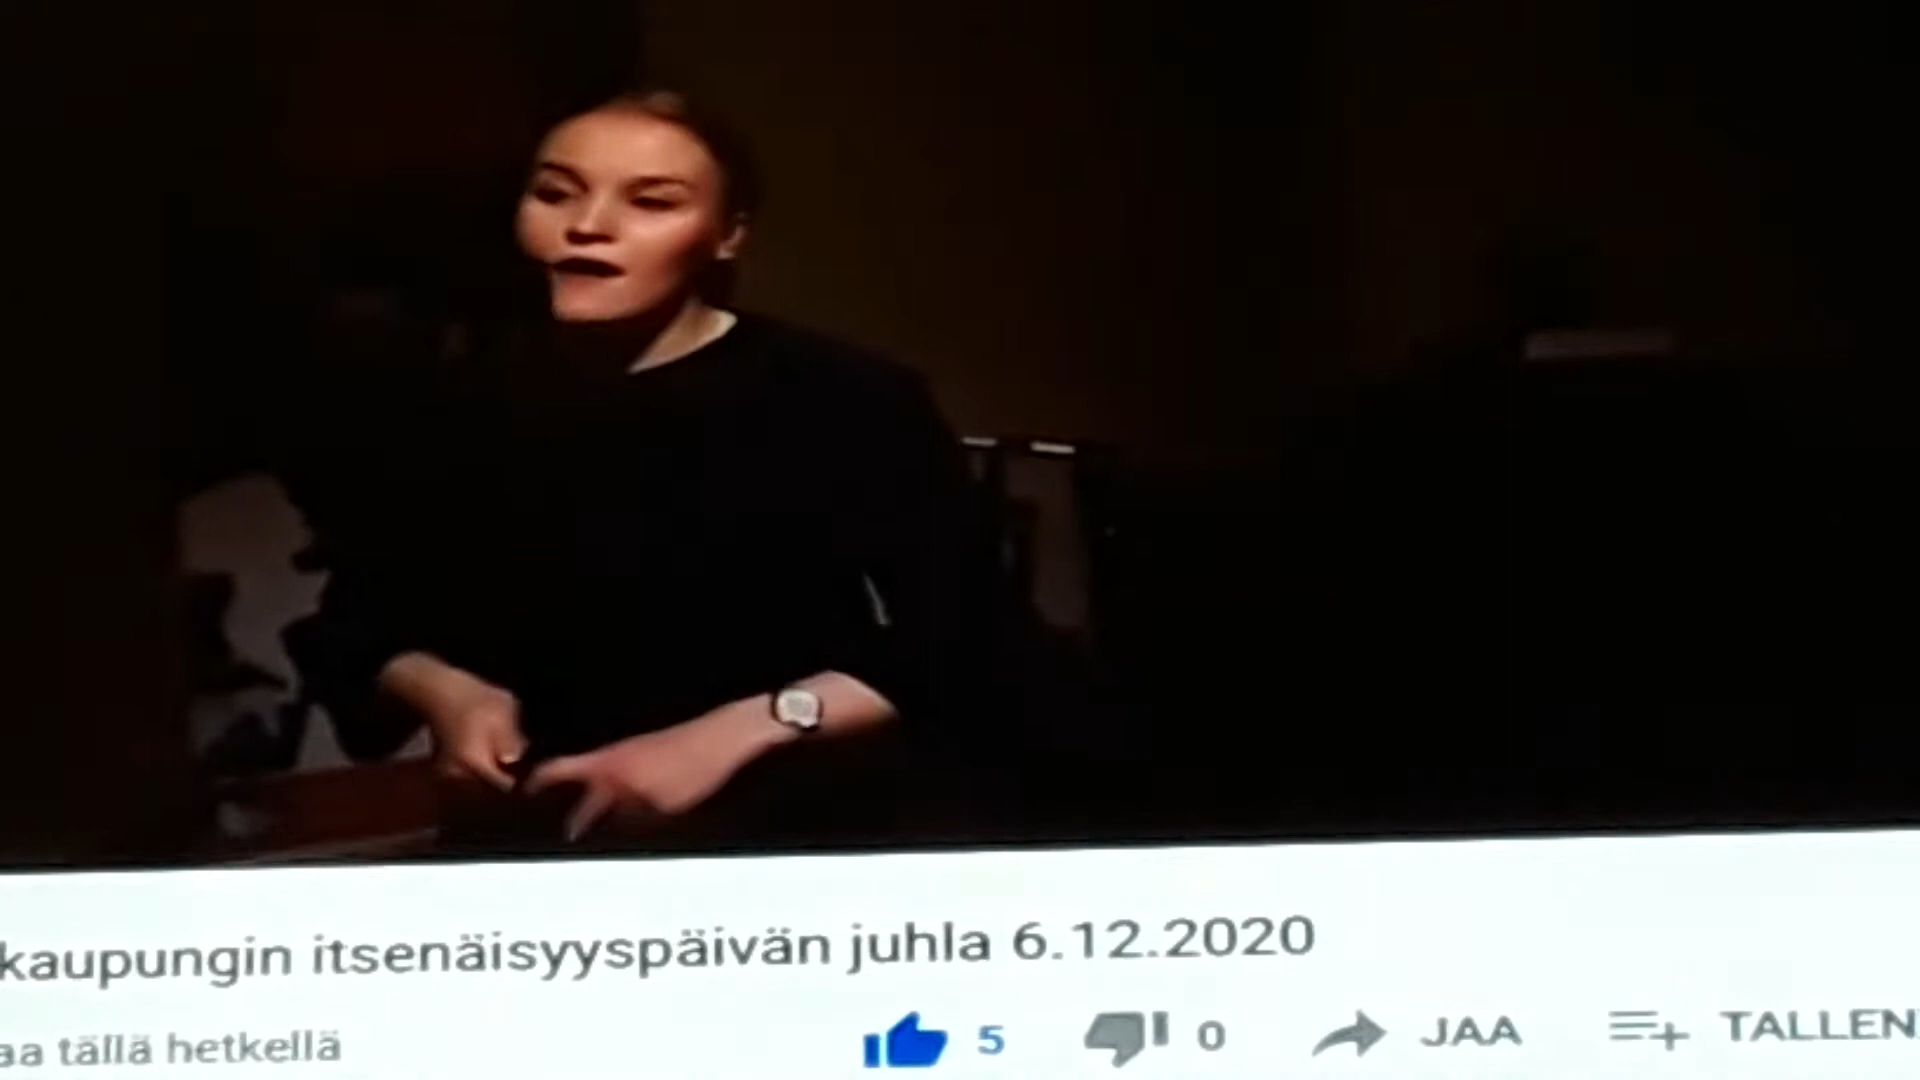 kaupungin itsenäisyyspäivän juhla 6.12.2020
aa tällä hetkellä
5 0 JAA TALLEN